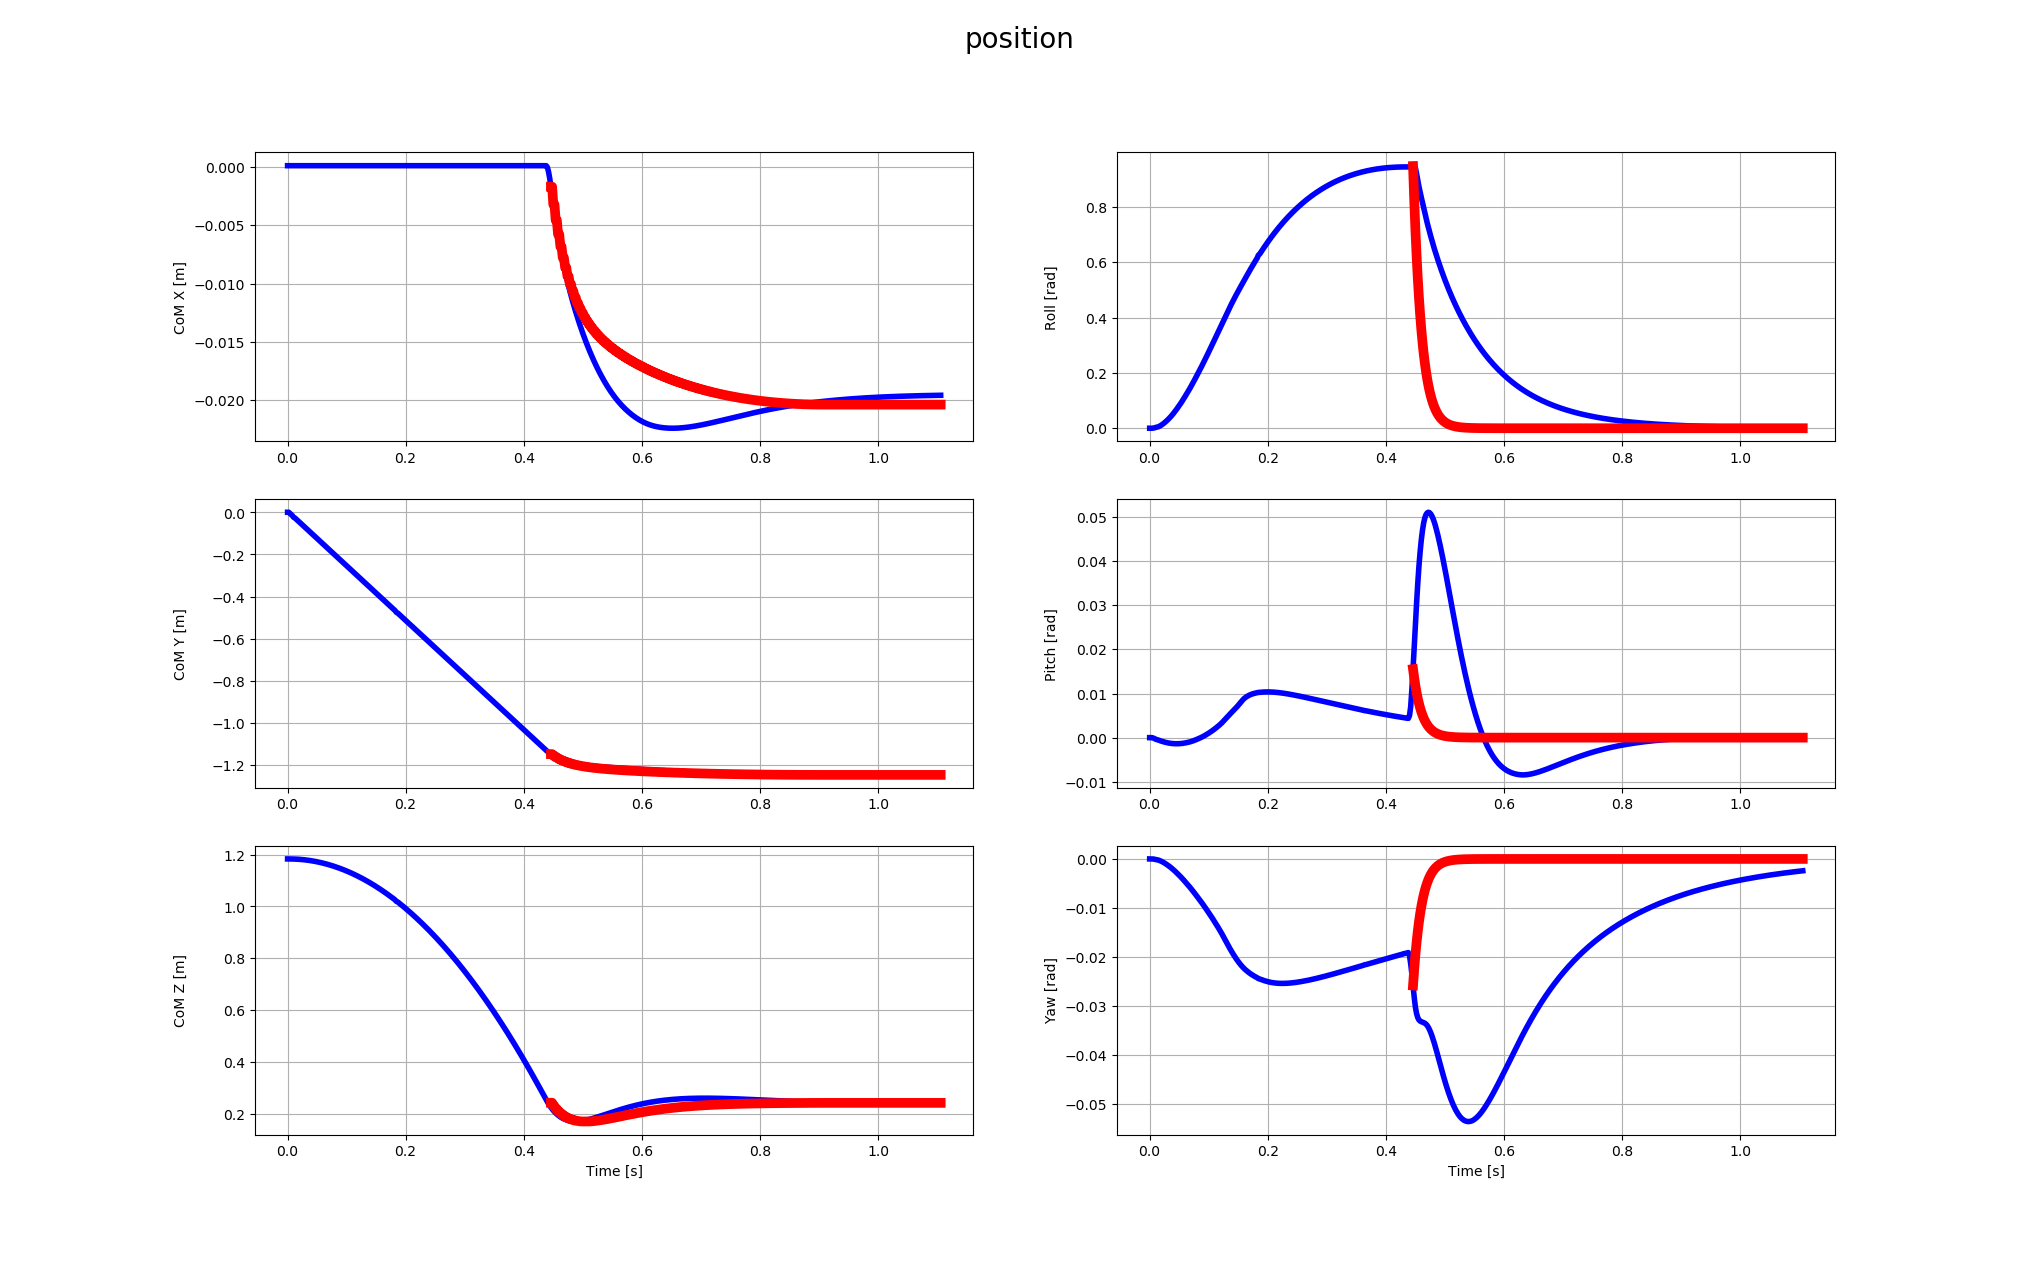 position
CoM X [m]
0.000
−0.005
−0.010
−0.015
−0.020
0.0 0.2 0.4 0.6 0.8 1.0
Roll [rad]
0.8
0.6
0.4
0.2
0.0
0.0 0.2 0.4 0.6 0.8 1.0
CoM Y [m]
0.0
−0.2
−0.4
−0.6
−0.8
−1.0
−1.2
0.0 0.2 0.4 0.6 0.8 1.0
Pitch [rad]
0.05
0.04
0.03
0.02
0.01
0.00
−0.01
0.0 0.2 0.4 0.6 0.8 1.0
CoM Z [m]
1.2
1.0
0.8
0.6
0.4
0.2
0.0 0.2 0.4 0.6 0.8 1.0
Time [s]
Yaw [rad]
0.00
−0.01
−0.02
−0.03
−0.04
−0.05
0.0 0.2 0.4 0.6 0.8 1.0
Time [s]